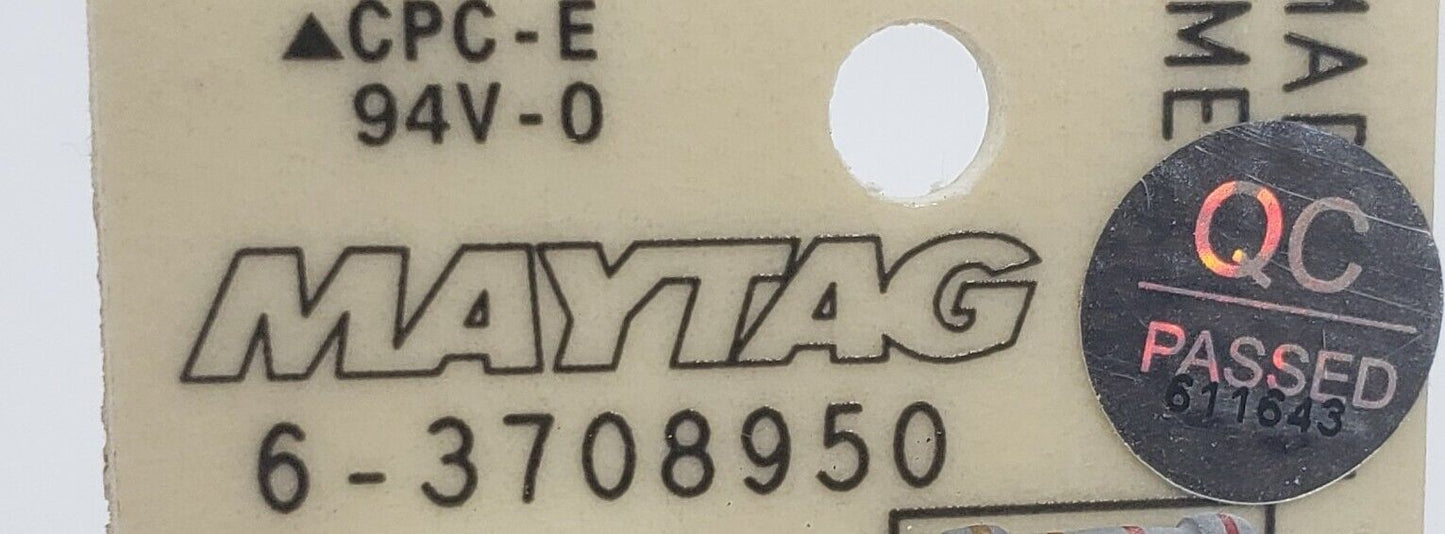 ▲CPC-E
94V-0
MAYTAG
6-3708950
QC
PASSED
611643